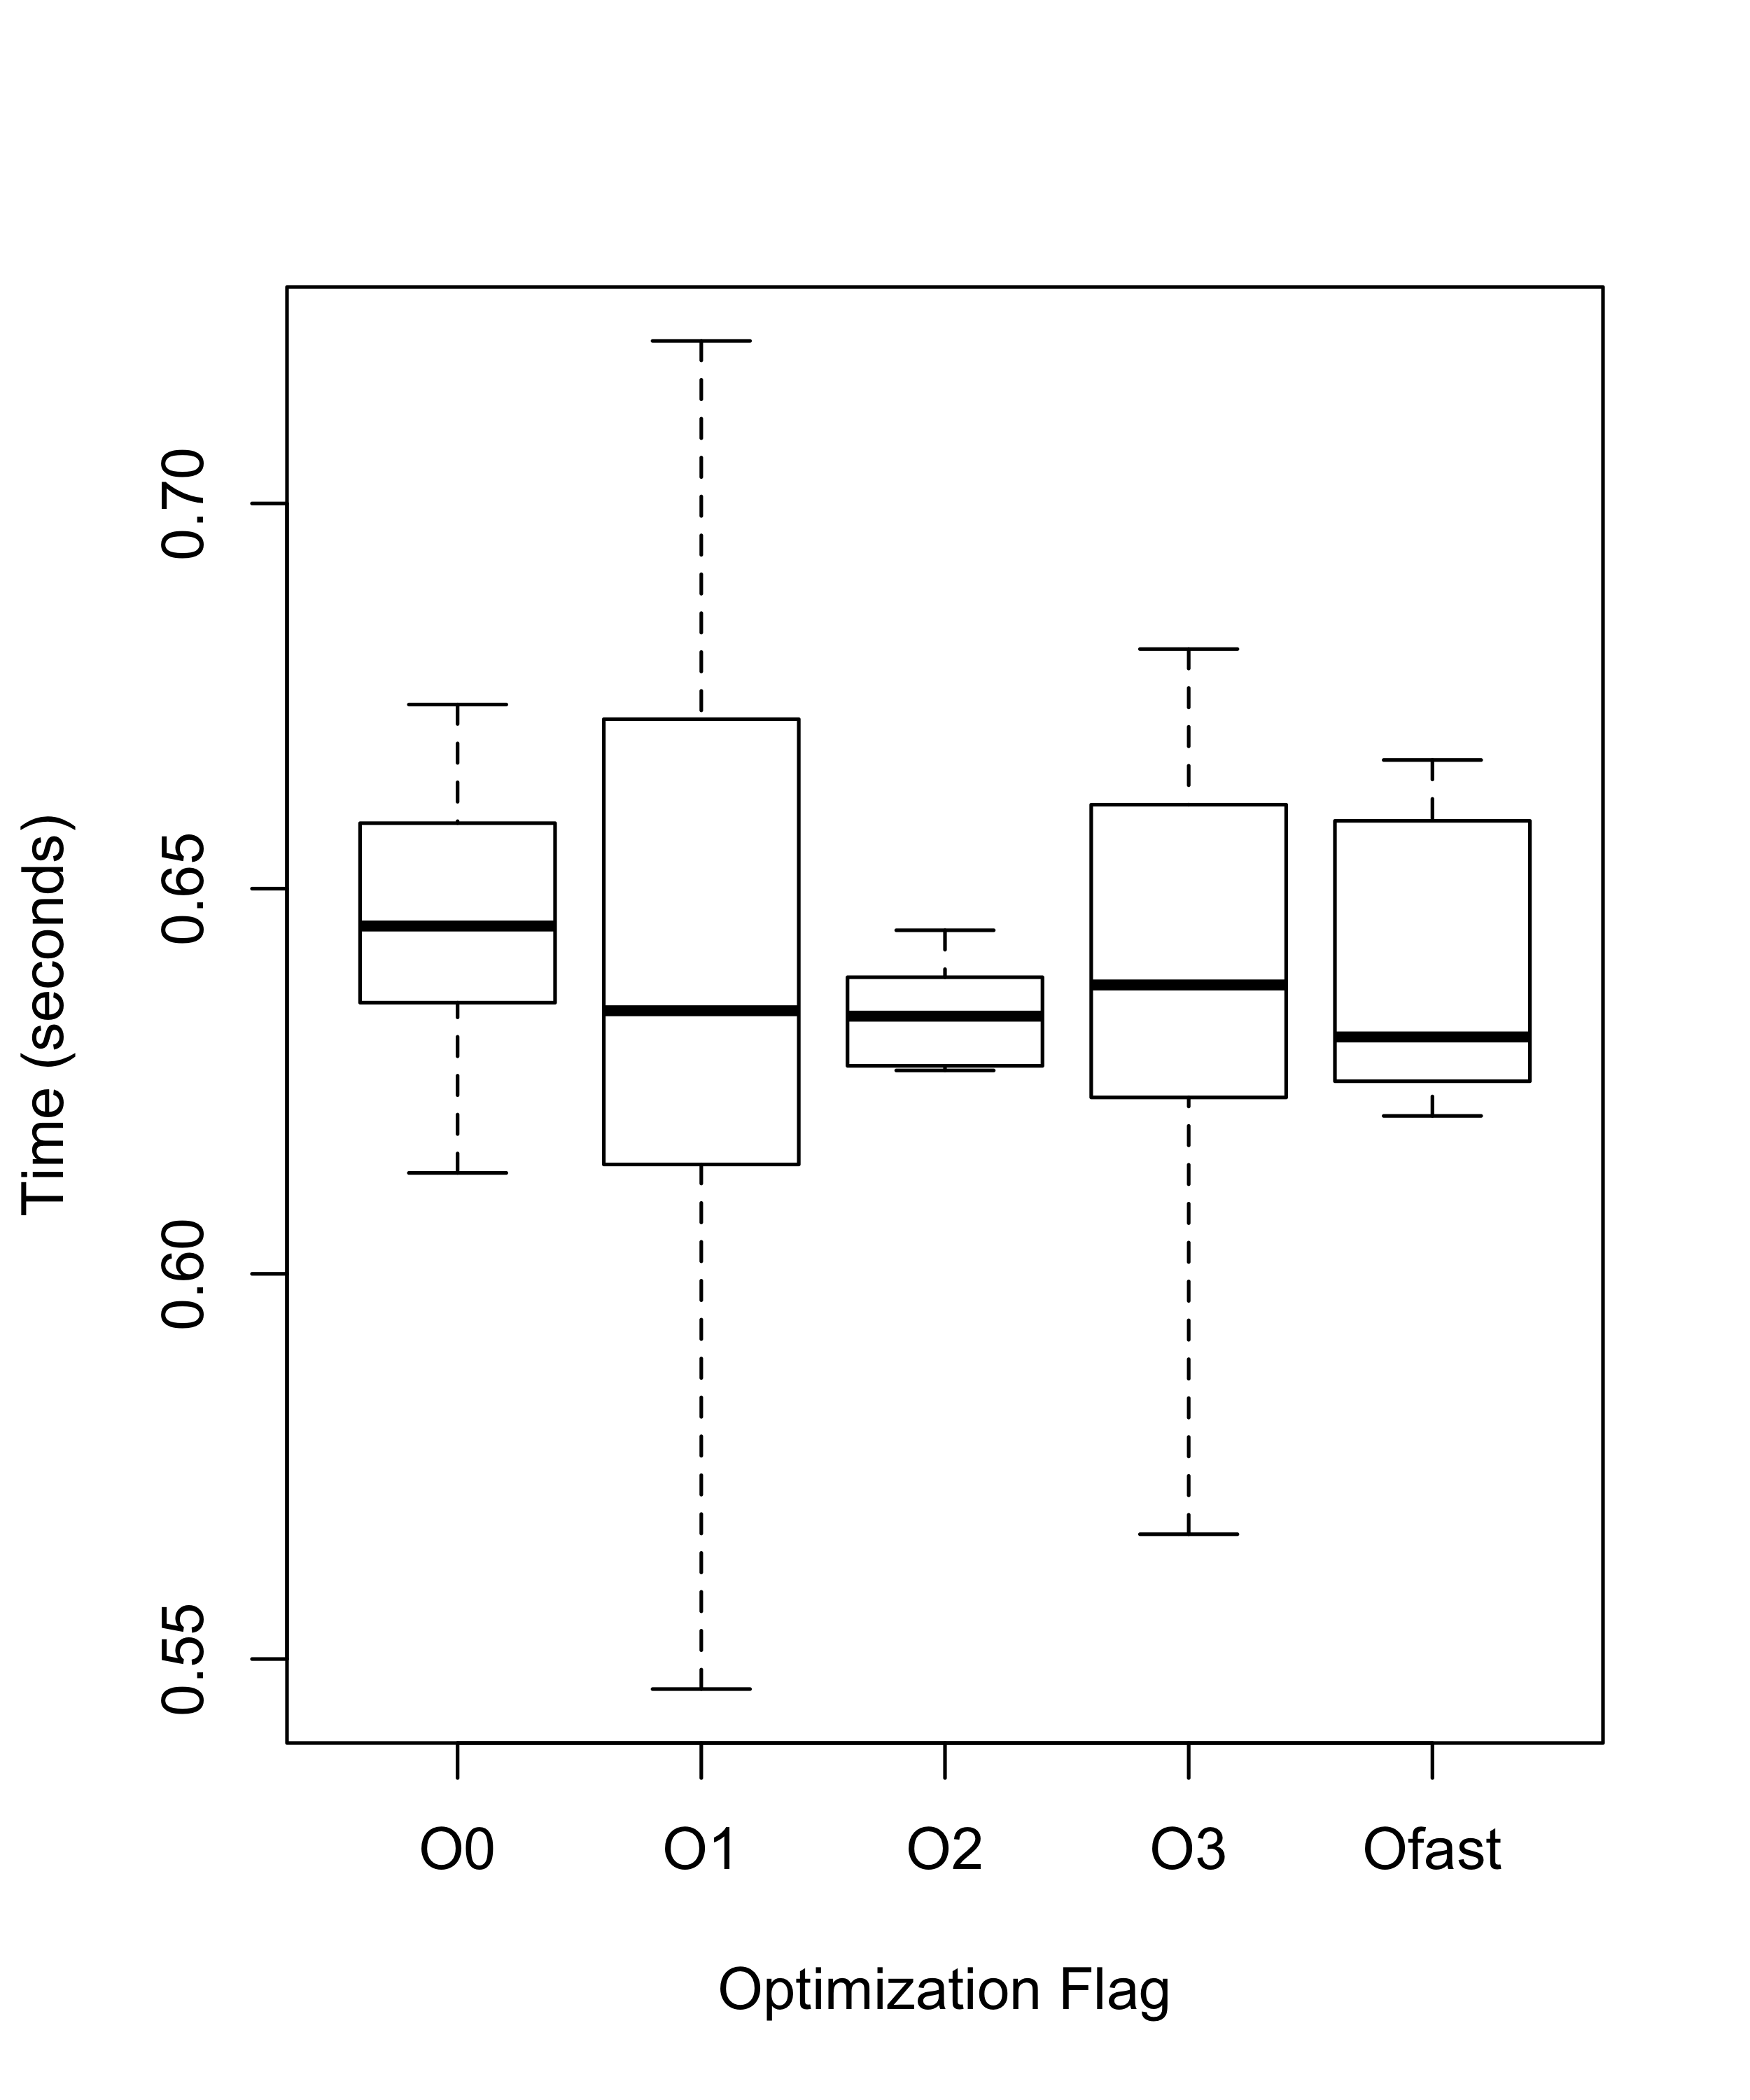 Time (seconds)
0.70
0.65
0.60
0.55
O0 O1 O2 O3 Ofast
Optimization Flag